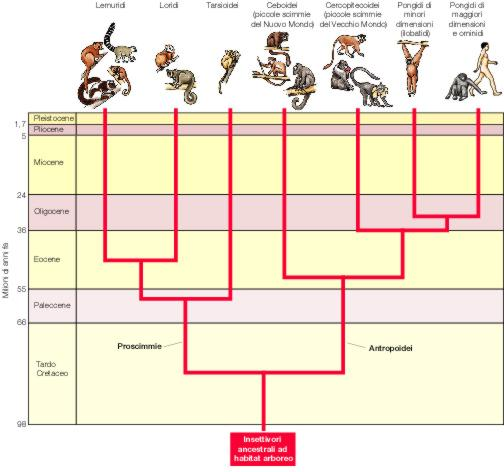 Lemuridi
Loridi
Tarsioidei
Ceboidei
(piccole scimmie
del Nuovo Mondo)
Cercopitecoidei
(piccole scimmie
del Vecchio Mondo)
Pongidi di
minori
dimensioni
(ilobatidi)
Pongidi di
maggiori
dimensioni
e ominidi
Pleistocene
1,7
Pliocene
5
Miocene
24
Oligocene
36
Eocene
Milioni di anni fa
55
Paleocene
66
Proscimmie
Antropoidei
Tardo
Cretaceo
98
Insettivori
ancestrali ad
habitat arboreo